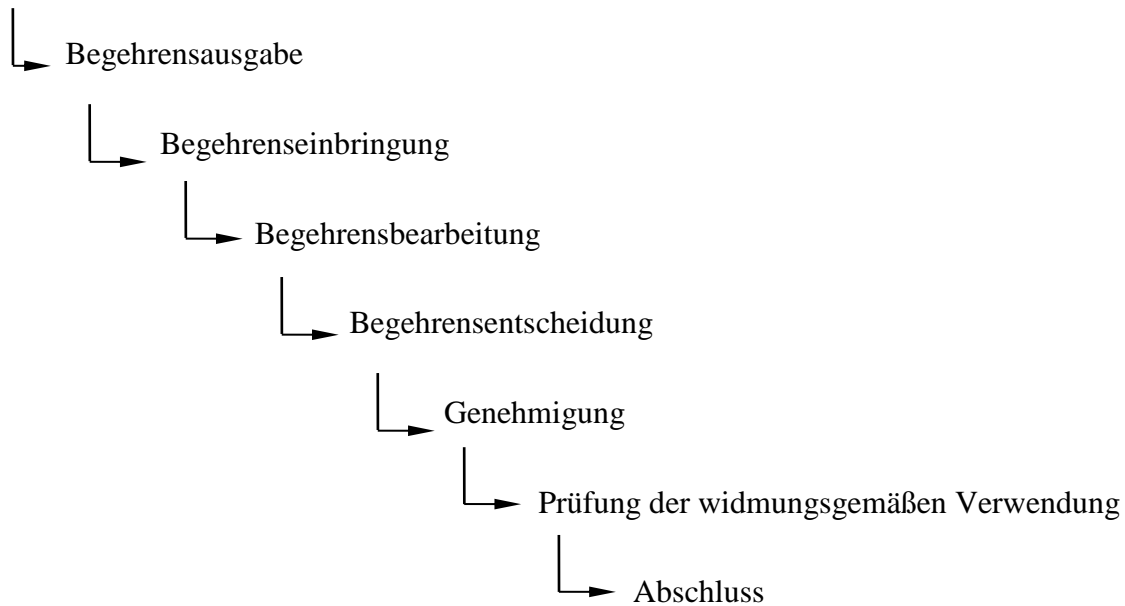 Begehrensausgabe
Begehrenseinbringung
Begehrensbearbeitung
Begehrensentscheidung
Genehmigung
Prüfung der widmungsgemäßen Verwendung
Abschluss